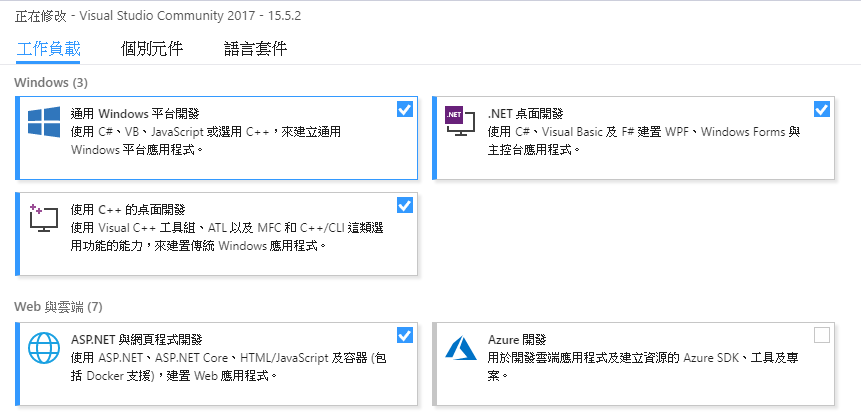 正在修改 - Visual Studio Community 2017 - 15.5.2
工作負載 個別元件 語言套件
Windows (3)
通用 Windows 平台開發
使用 C#、VB、JavaScript 或選用 C++，來建立通用
Windows 平台應用程式。
.NET
.NET 桌面開發
使用 C#、Visual Basic 及 F# 建置 WPF、Windows Forms 與
主控台應用程式。
使用 C++ 的桌面開發
使用 Visual C++ 工具組、ATL 以及 MFC 和 C++/CLI 這類選
用功能的能力，來建置傳統 Windows 應用程式。
Web 與雲端 (7)
ASP.NET 與網頁程式開發
使用 ASP.NET、ASP.NET Core、HTML/JavaScript 及容器 (包
括 Docker 支援)，建置 Web 應用程式。
Azure 開發
用於開發雲端應用程式及建立資源的 Azure SDK、工具及專
案。